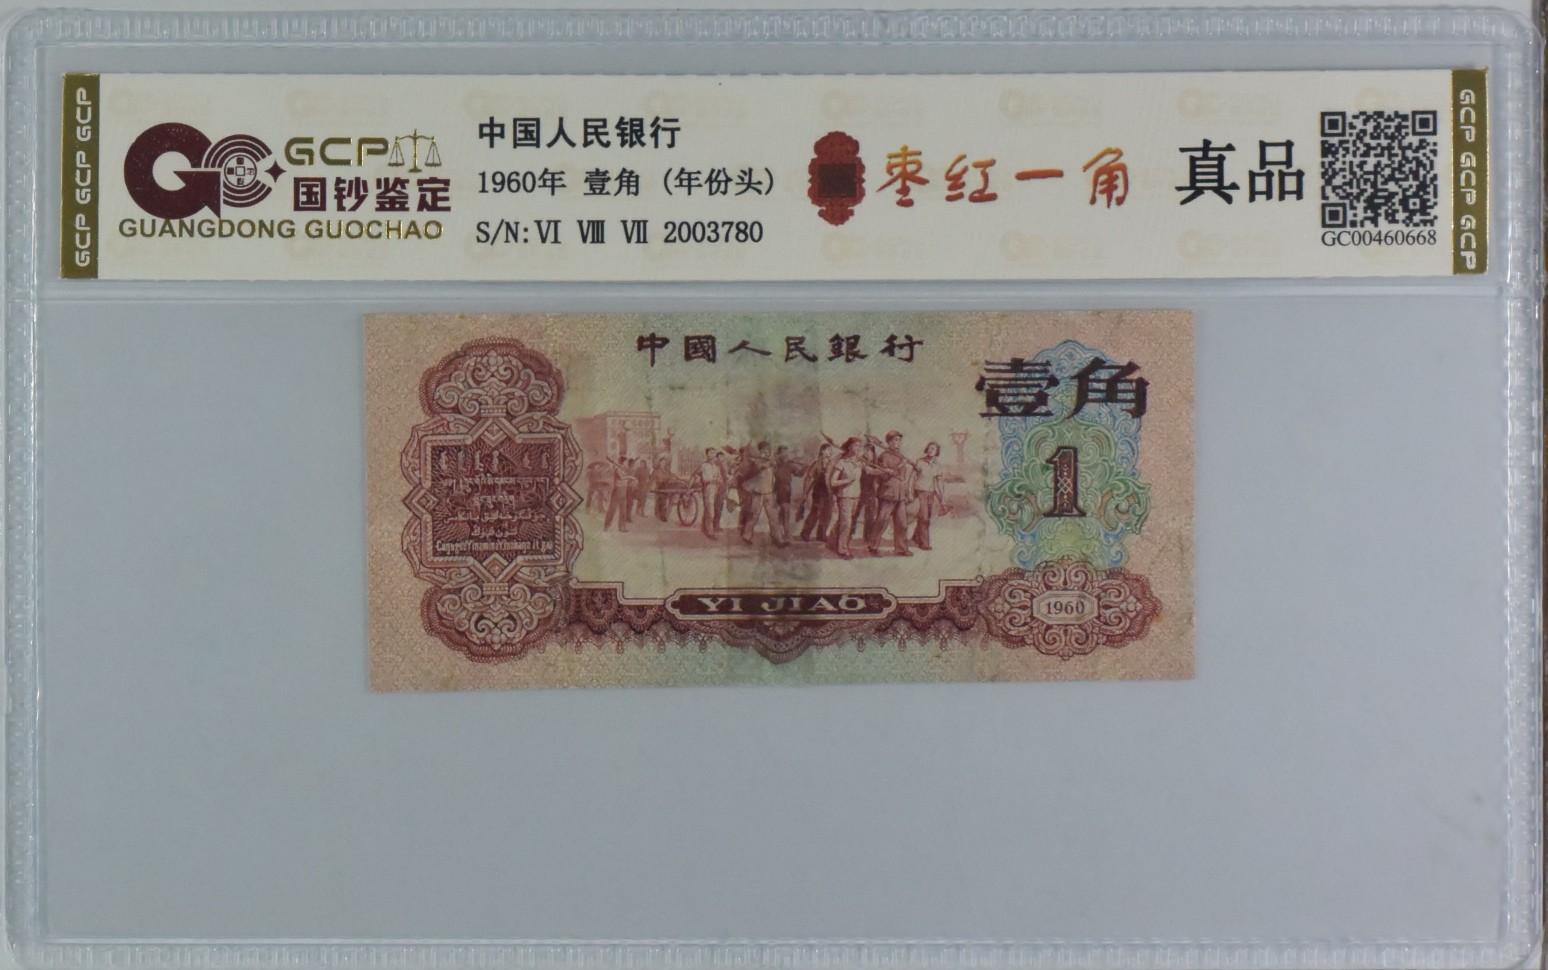 GCP GCP GCP
GCP
国钞鉴定
GUANGDONG GUOCHAO
中国人民银行
1960年 壹角 (年份头)
S/N: Ⅵ Ⅷ Ⅶ 2003780
枣红一角
真品
GC00460668
GCP GCP GCP
中國人民銀行
壹角
1
YI JIAO
1960